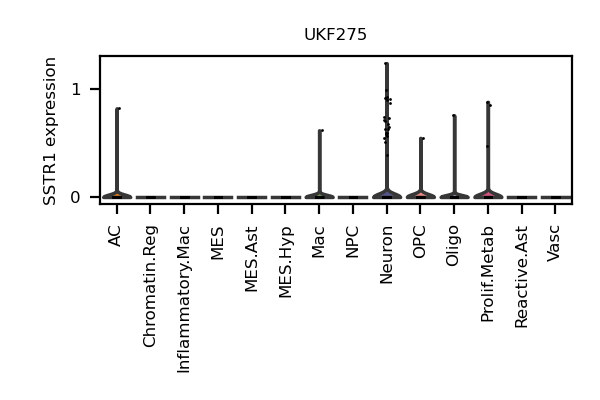 UKF275
SSTR1 expression
1
0
AC
Chromatin.Reg
Inflammatory.Mac
MES
MES.Ast
MES.Hyp
Mac
NPC
Neuron
OPC
Oligo
Prolif.Metab
Reactive.Ast
Vasc